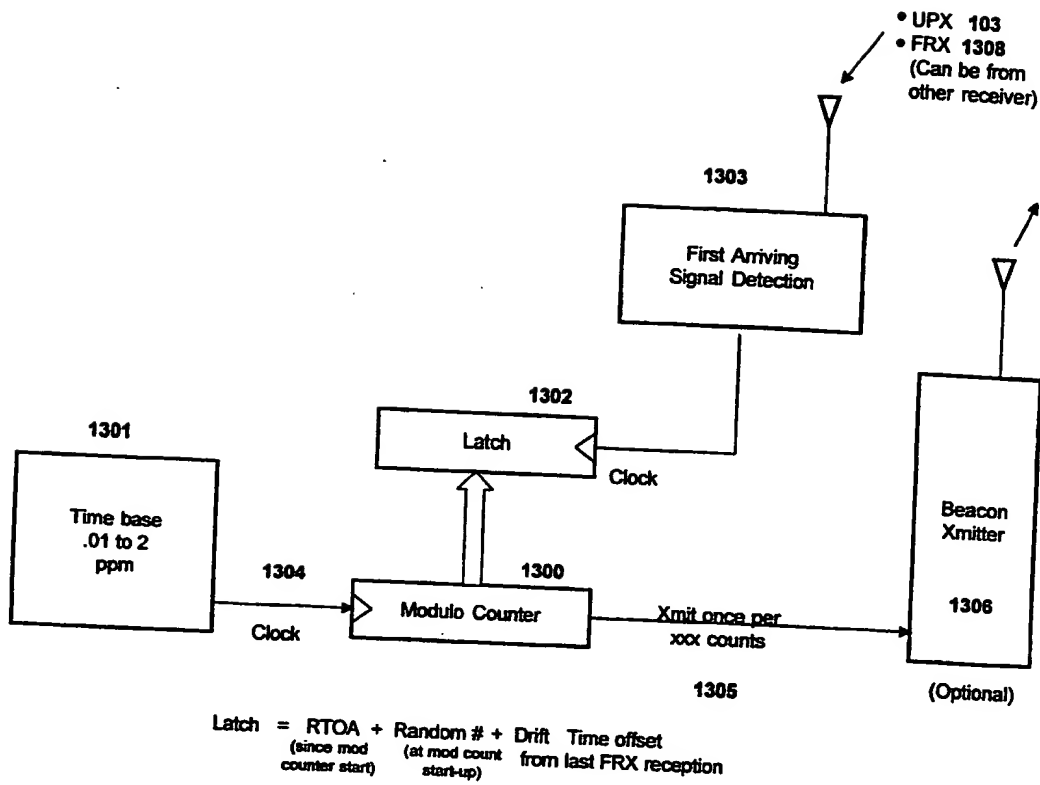 • UPX 103
• FRX 1308
(Can be from
other receiver)
1303
First Arriving
Signal Detection
1302
Latch
Clock
1301
Time base
.01 to 2
ppm
1304
Clock
1300
Modulo Counter
Xmit once per
xxx counts
1305
Beacon
Xmitter
1306
(Optional)
Latch = RTOA + Random # + Drift Time offset
(since mod (at mod count from last FRX reception
counter start) start-up)